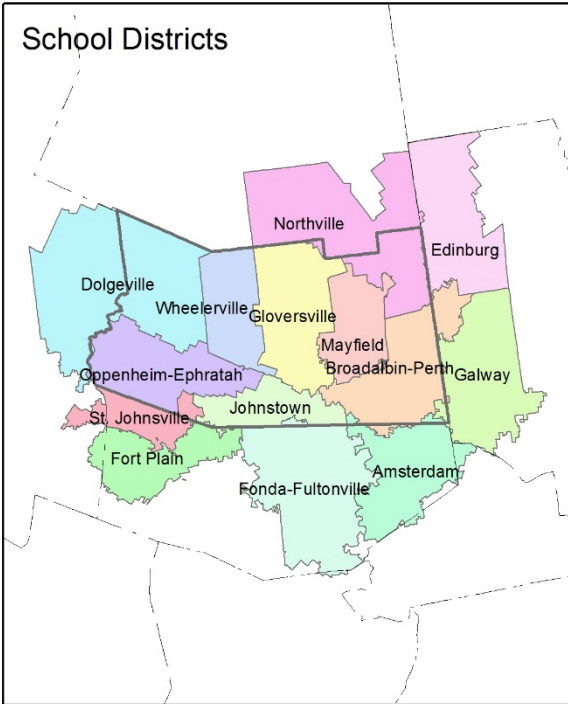 School Districts
Northville
Edinburg
Dolgeville
Wheelerville
Gloversville
Mayfield
Broadalbin-Perth
Galway
Oppenheim-Ephratah
Johnstown
St. Johnsville
Fort Plain
Amsterdam
Fonda-Fultonville